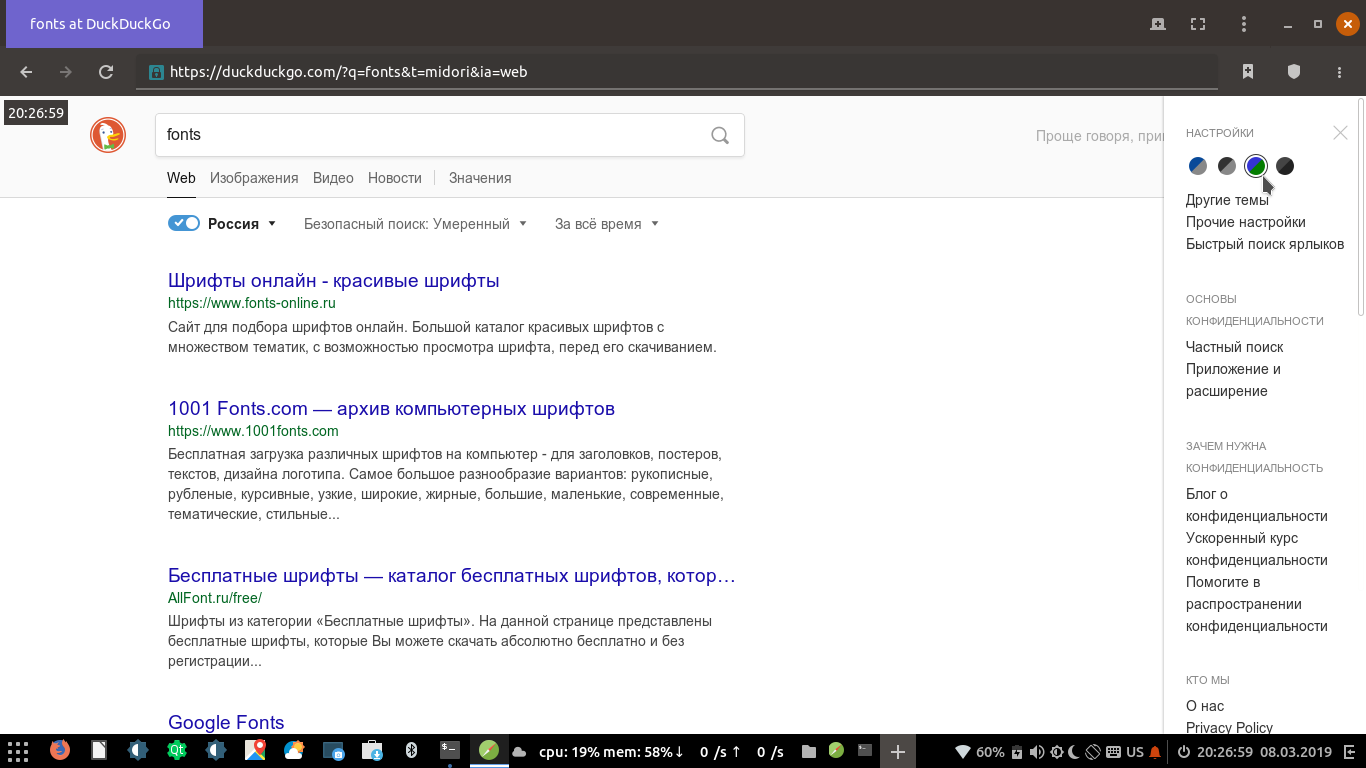 fonts at DuckDuckGo
https://duckduckgo.com/?q=fonts&t=midori&ia=web
20:26:59
fonts
Проще говоря, при
Web Изображения Видео Новости Значения
Россия Безопасный поиск: Умеренный За всё время
Шрифты онлайн - красивые шрифты
https://www.fonts-online.ru
Сайт для подбора шрифтов онлайн. Большой каталог красивых шрифтов с
множеством тематик, с возможностью просмотра шрифта, перед его скачиванием.
1001 Fonts.com — архив компьютерных шрифтов
https://www.1001fonts.com
Бесплатная загрузка различных шрифтов на компьютер - для заголовков, постеров,
текстов, дизайна логотипа. Самое большое разнообразие вариантов: рукописные,
рубленые, курсивные, узкие, широкие, жирные, большие, маленькие, современные,
тематические, стильные...
Бесплатные шрифты — каталог бесплатных шрифтов, котор…
AllFont.ru/free/
Шрифты из категории «Бесплатные шрифты». На данной странице представлены
бесплатные шрифты, которые Вы можете скачать абсолютно бесплатно и без
регистрации...
Google Fonts
НАСТРОЙКИ
Другие темы
Прочие настройки
Быстрый поиск ярлыков
ОСНОВЫ
КОНФИДЕНЦИАЛЬНОСТИ
Частный поиск
Приложение и
расширение
ЗАЧЕМ НУЖНА
КОНФИДЕНЦИАЛЬНОСТЬ
Блог о
конфиденциальности
Ускоренный курс
конфиденциальности
Помогите в
распространении
конфиденциальности
КТО МЫ
О нас
Privacy Policy
Qt cpu: 19% mem: 58%↓ 0 /s ↑ 0 /s 60% US 20:26:59 08.03.2019